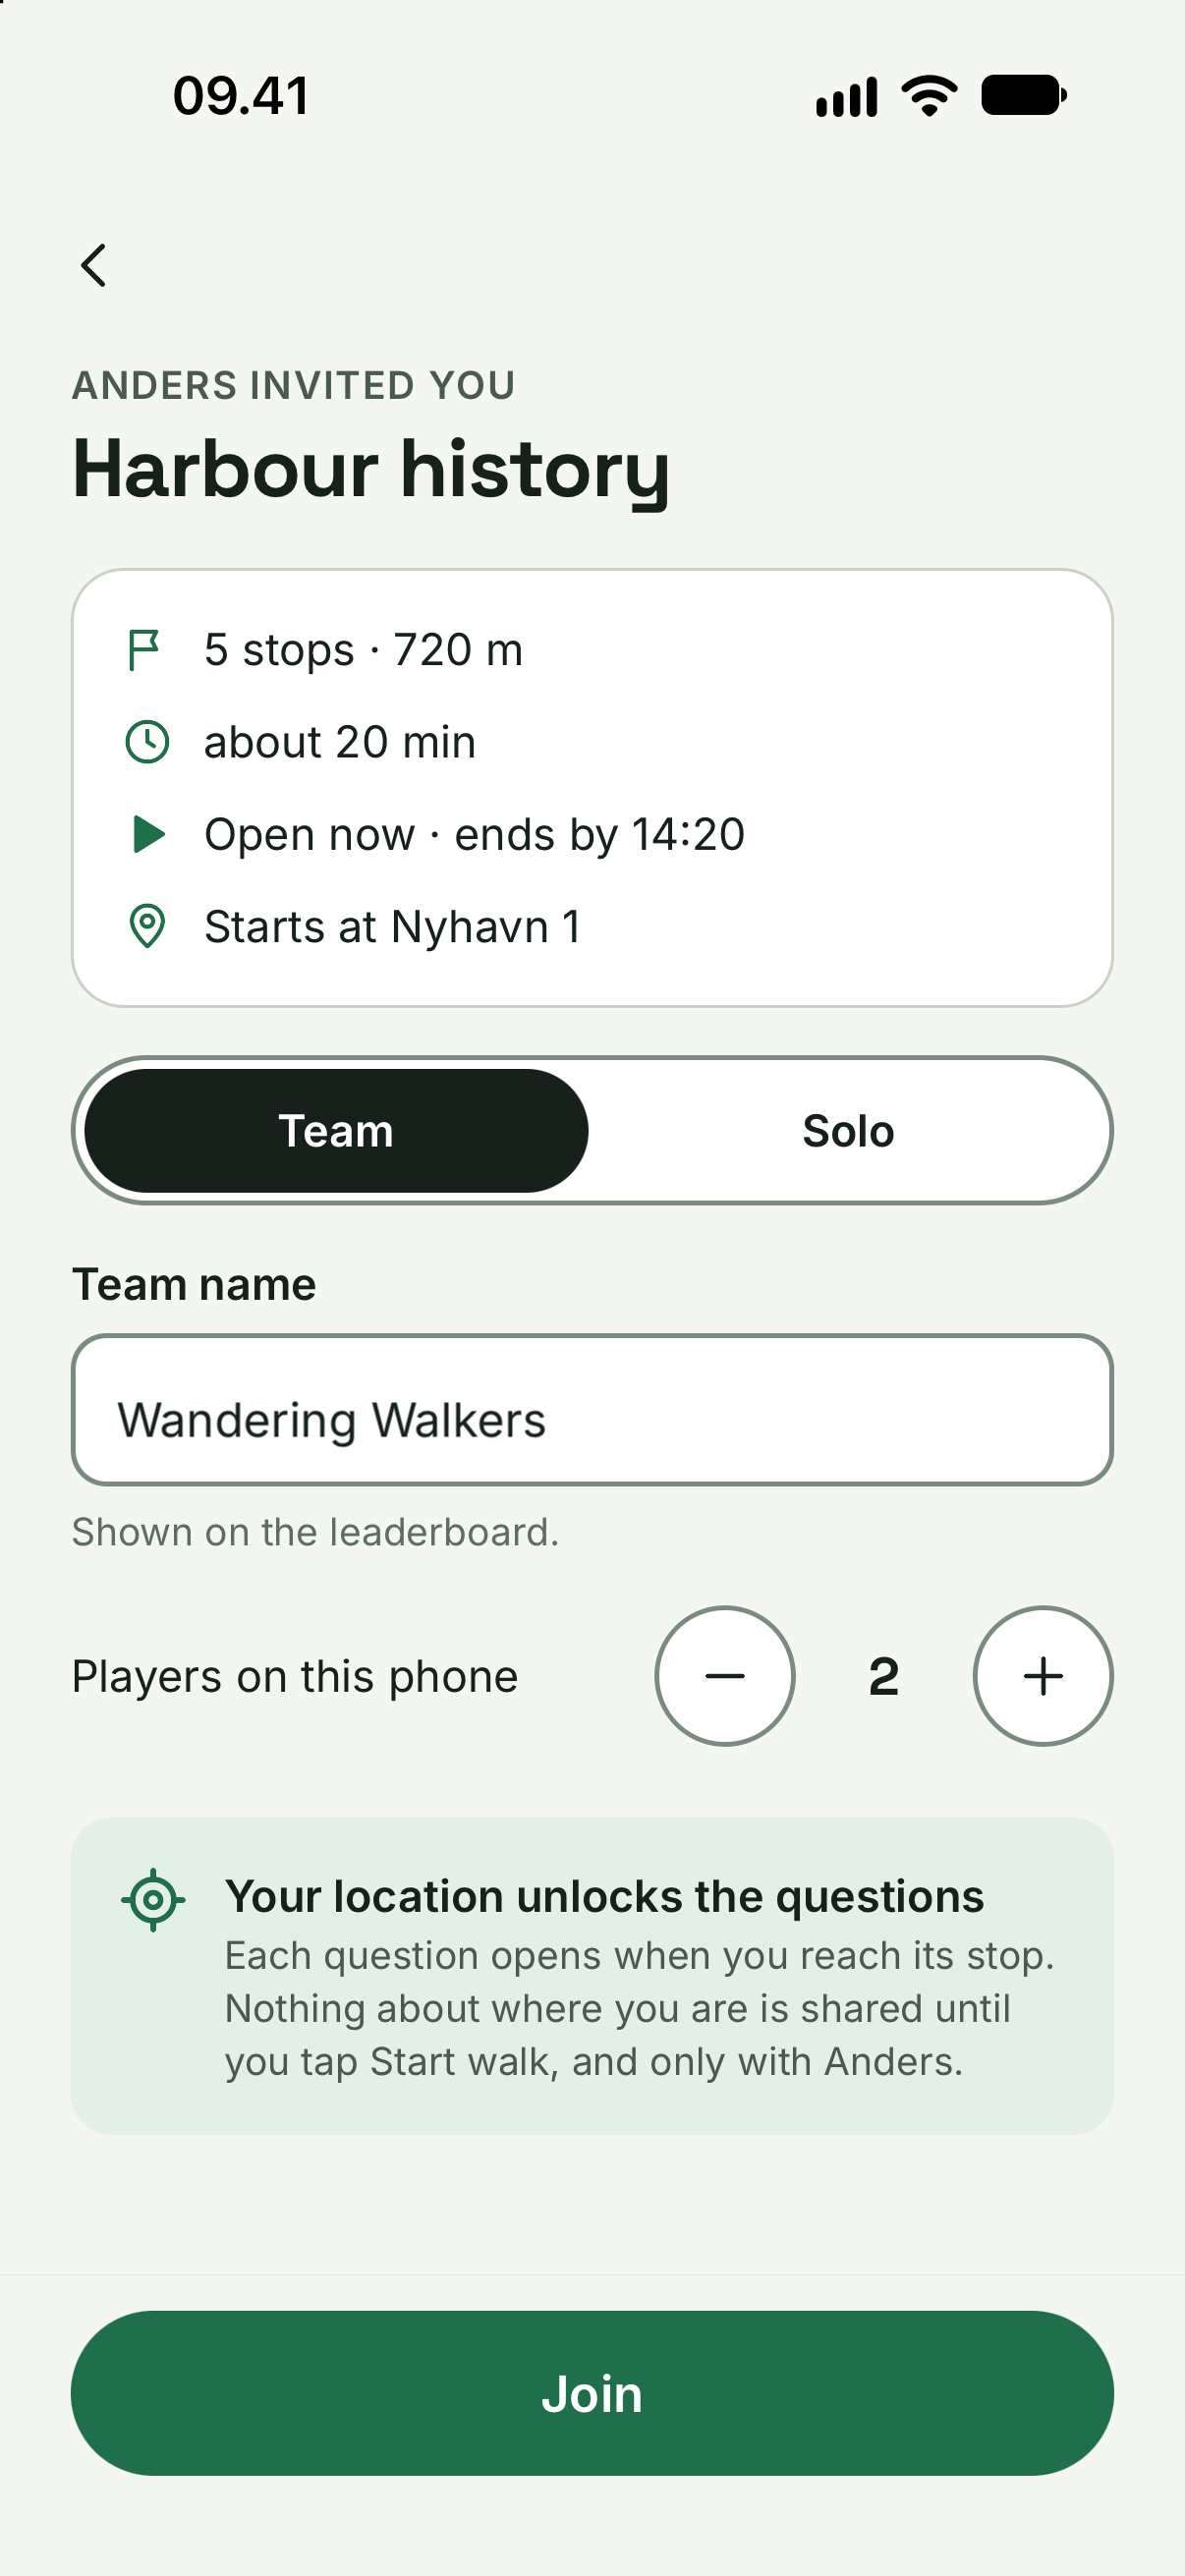 09.41
ANDERS INVITED YOU
Harbour history
5 stops · 720 m
about 20 min
Open now · ends by 14:20
Starts at Nyhavn 1
Team
Solo
Team name
Wandering Walkers
Shown on the leaderboard.
Players on this phone
2
Your location unlocks the questions
Each question opens when you reach its stop.
Nothing about where you are is shared until
you tap Start walk, and only with Anders.
Join